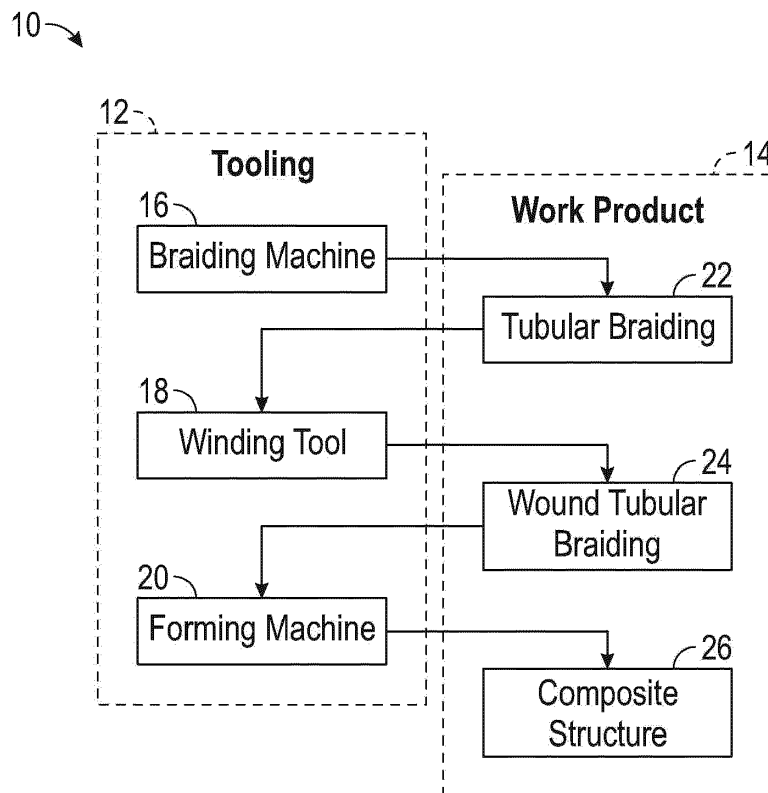 10
12
Tooling
14
Work Product
16
Braiding Machine
22
Tubular Braiding
18
Winding Tool
24
Wound Tubular
Braiding
20
Forming Machine
26
Composite
Structure